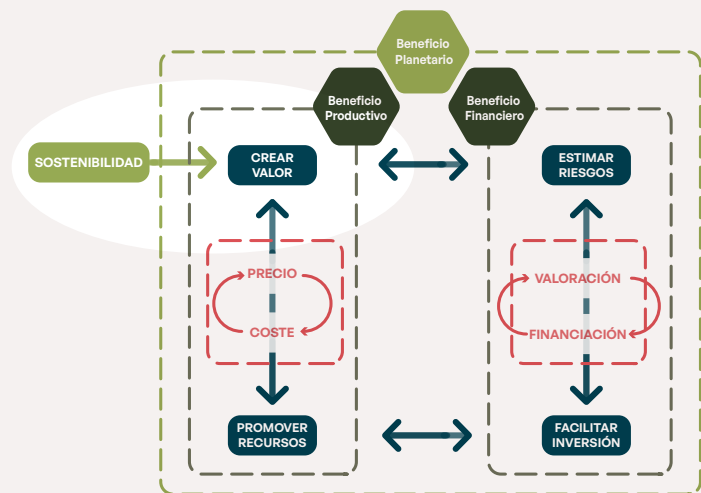 Beneficio
Planetario
Beneficio
Productivo
Beneficio
Financiero
SOSTENIBILIDAD
CREAR
VALOR
ESTIMAR
RIESGOS
PRECIO
COSTE
VALORACIÓN
FINANCIACIÓN
PROMOVER
RECURSOS
FACILITAR
INVERSIÓN